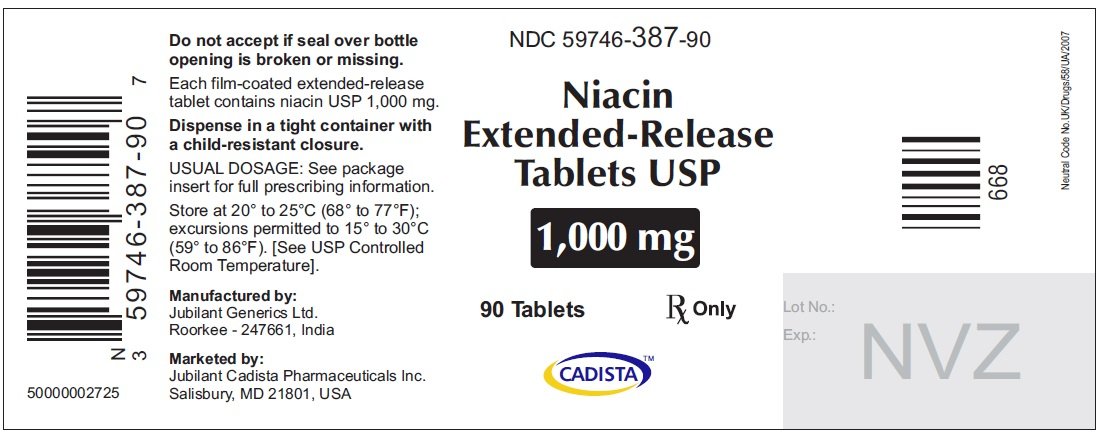 N
3 59746-387-90 7
50000002725
Do not accept if seal over bottle
opening is broken or missing.
Each film-coated extended-release
tablet contains niacin USP 1,000 mg.
Dispense in a tight container with
a child-resistant closure.
USUAL DOSAGE: See package
insert for full prescribing information.
Store at 20° to 25°C (68° to 77°F);
excursions permitted to 15° to 30°C
(59° to 86°F). [See USP Controlled
Room Temperature].
Manufactured by:
Jubilant Generics Ltd.
Roorkee - 247661, India
Marketed by:
Jubilant Cadista Pharmaceuticals Inc.
Salisbury, MD 21801, USA
NDC 59746-387-90
Niacin
Extended-Release
Tablets USP
1,000 mg
90 Tablets
Rx Only
CADISTA™
668
Neutral Code No.UK/Drugs/58/UA/2007
Lot No.:
Exp.:
NVZ